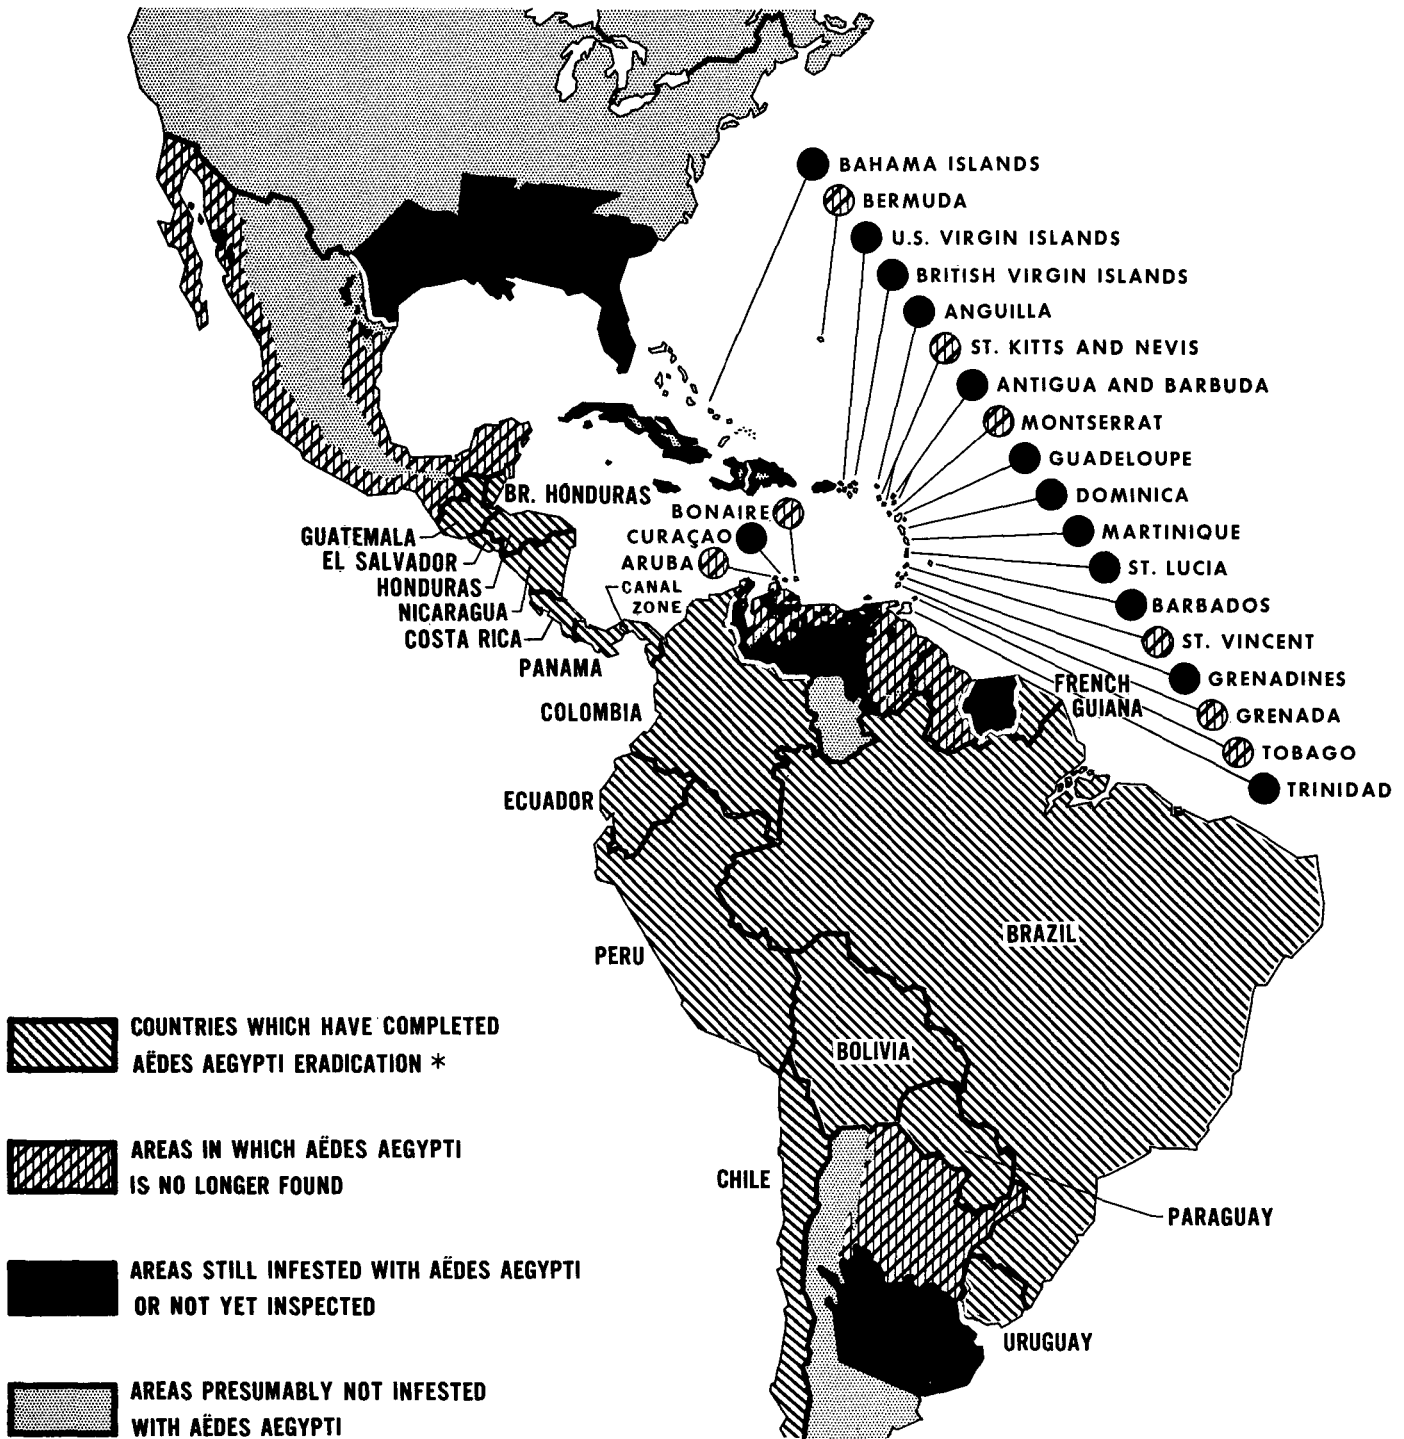 BAHAMA ISLANDS
BERMUDA
U.S. VIRGIN ISLANDS
BRITISH VIRGIN ISLANDS
ANGUILLA
ST. KITTS AND NEVIS
ANTIGUA AND BARBUDA
MONTSERRAT
GUADELOUPE
DOMINICA
MARTINIQUE
ST. LUCIA
BARBADOS
ST. VINCENT
GRENADINES
GRENADA
TOBAGO
TRINIDAD
BR. HONDURAS
BONAIRE
CURAÇAO
ARUBA
CANAL
ZONE
GUATEMALA
EL SALVADOR
HONDURAS
NICARAGUA
COSTA RICA
PANAMA
COLOMBIA
FRENCH
GUIANA
ECUADOR
PERU
BRAZIL
BOLIVIA
CHILE
PARAGUAY
URUGUAY
COUNTRIES WHICH HAVE COMPLETED
AËDES AEGYPTI ERADICATION *
AREAS IN WHICH AËDES AEGYPTI
IS NO LONGER FOUND
AREAS STILL INFESTED WITH AËDES AEGYPTI
OR NOT YET INSPECTED
AREAS PRESUMABLY NOT INFESTED
WITH AËDES AEGYPTI